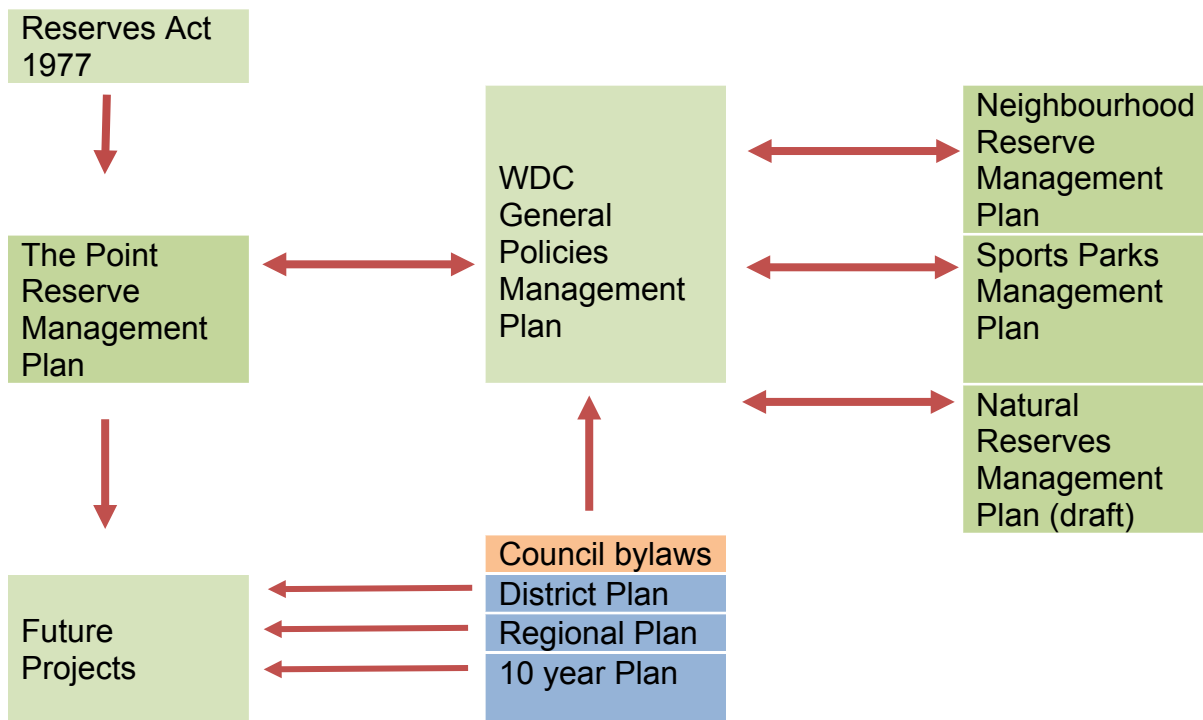 Reserves Act
1977
The Point
Reserve
Management
Plan
Future
Projects
WDC
General
Policies
Management
Plan
Council bylaws
District Plan
Regional Plan
10 year Plan
Neighbourhood
Reserve
Management
Plan
Sports Parks
Management
Plan
Natural
Reserves
Management
Plan (draft)